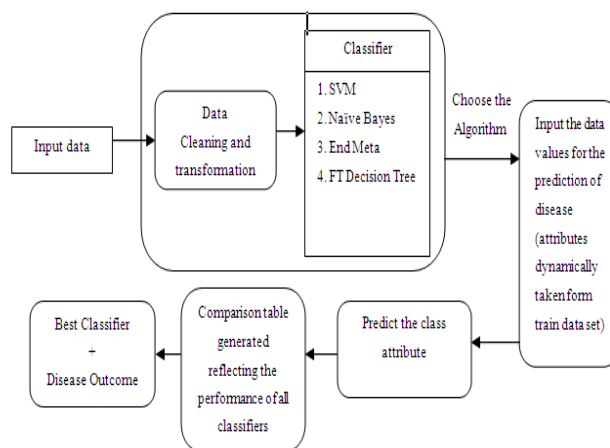 Input data
Data
Cleaning and
transformation
Classifier
1. SVM
2. Naïve Bayes
3. End Meta
4. FT Decision Tree
Choose the
Algorithm
Input the data
values for the
prediction of
disease
(attributes
dynamically
taken form
train data set)
Predict the class
attribute
Comparison table
generated
reflecting the
performance of all
classifiers
Best Classifier
+
Disease Outcome